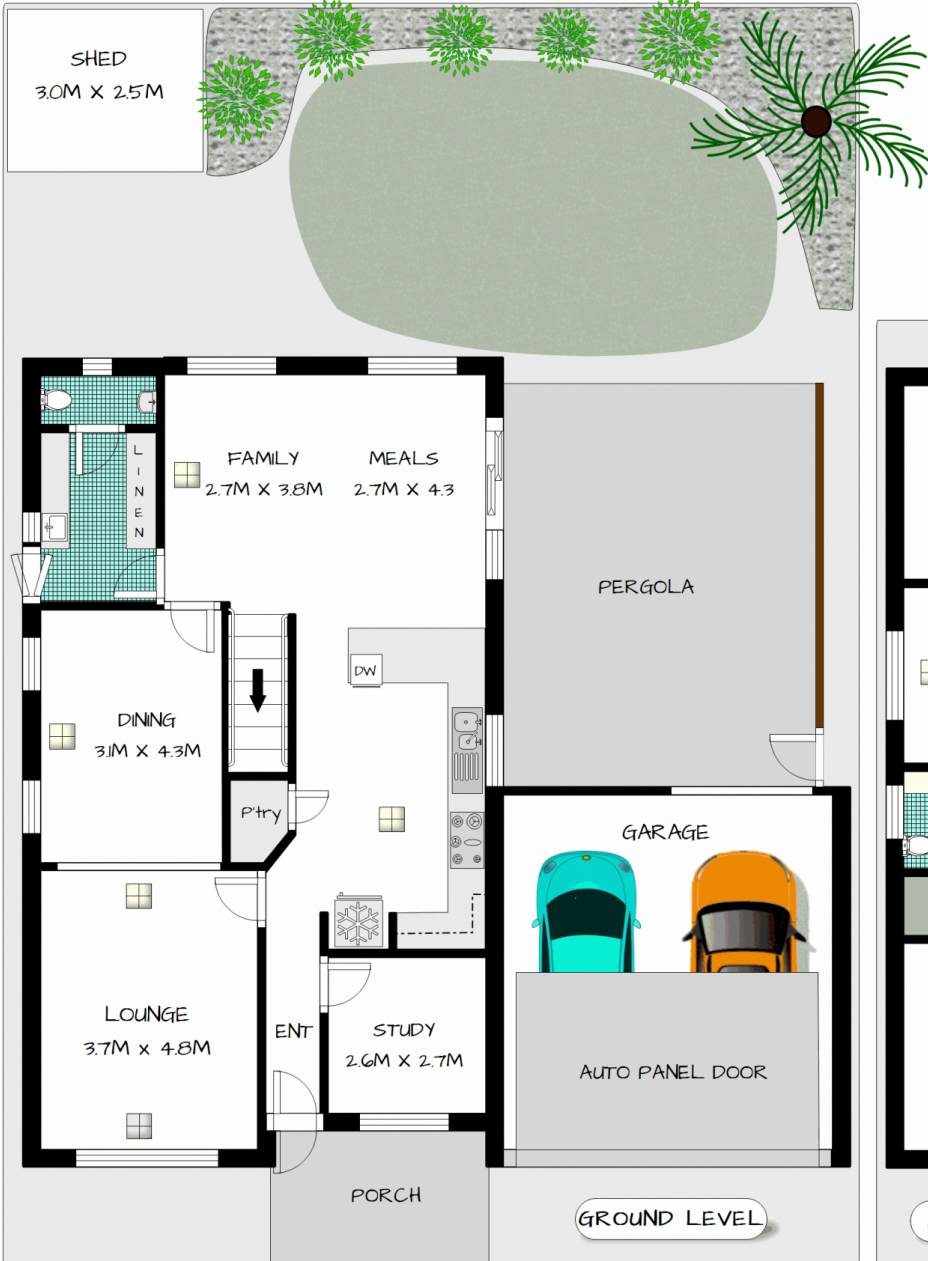 SHED
3.0M X 2.5M
FAMILY
2.7M X 3.8M
MEALS
2.7M X 4.3
L
I
N
E
N
PERGOLA
DW
DINING
3.1M X 4.3M
P'try
GARAGE
LOUNGE
3.7M x 4.8M
ENT
STUDY
2.6M X 2.7M
AUTO PANEL DOOR
PORCH
GROUND LEVEL